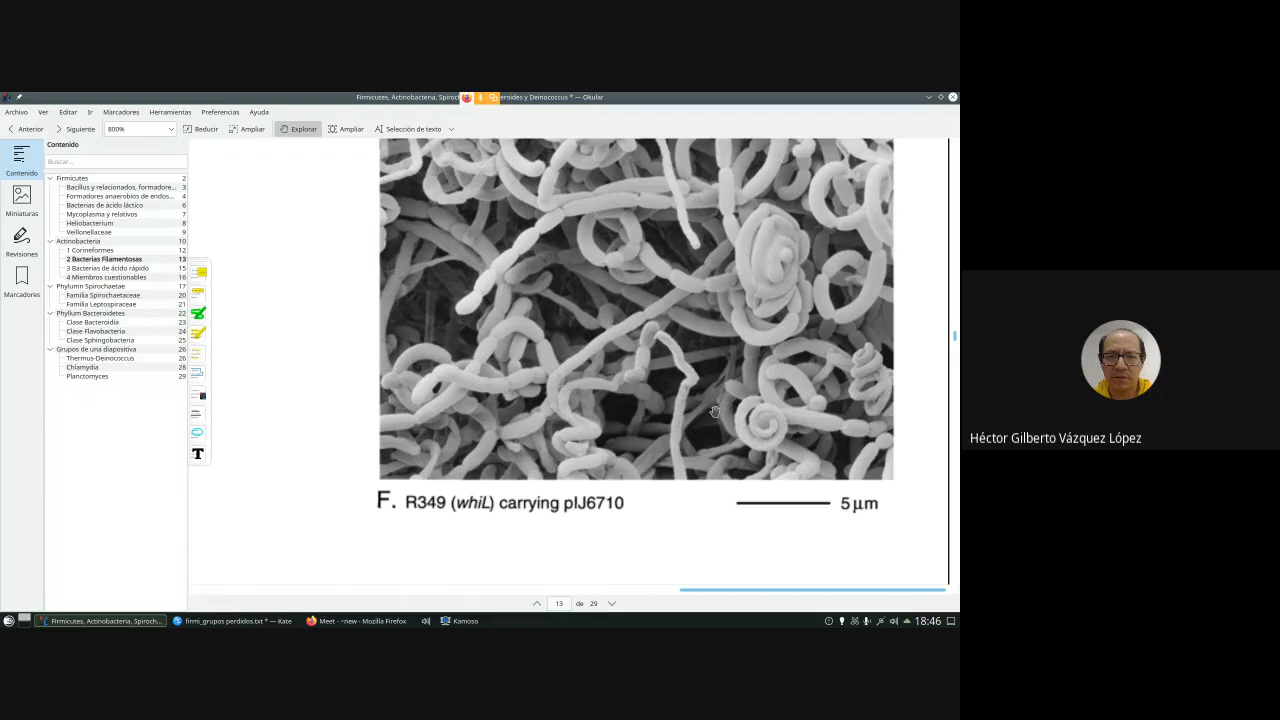 Firmicutes, Actinobacteria, Spiroch eroides y Deinococcus * — Okular
Archivo Ver Editar Ir Marcadores Herramientas Preferencias Ayuda
Anterior Siguiente 800% Reducir Ampliar Explorar Ampliar Selección de texto
Contenido
Buscar...
Contenido
Miniaturas
Revisiones
Marcadores
Firmicutes 2
Bacillus y relacionados, formadore... 3
Formadores anaerobios de endos... 4
Bacterias de ácido láctico 6
Mycoplasma y relativos 7
Heliobacterium 8
Veillonellaceae 9
Actinobacteria 10
1 Corineformes 12
2 Bacterias Filamentosas 13
3 Bacterias de ácido rápido 15
4 Miembros cuestionables 16
Phylumn Spirochaetae 17
Familia Spirochaetaceae 20
Familia Leptospiraceae 21
Phyllum Bacteroidetes 22
Clase Bacteroidia 23
Clase Flavobacteria 24
Clase Sphingobacteria 25
Grupos de una diapositiva 26
Thermus-Deinococcus 26
Chlamydia 28
Planctomyces 29
T
F. R349 (whiL) carrying pIJ6710 5 µm
13 de 29
Firmicutes, Actinobacteria, Spiroch... firmi_grupos perdidos.txt * — Kate Meet - ~new - Mozilla Firefox Kamoso 18:46
Héctor Gilberto Vázquez López